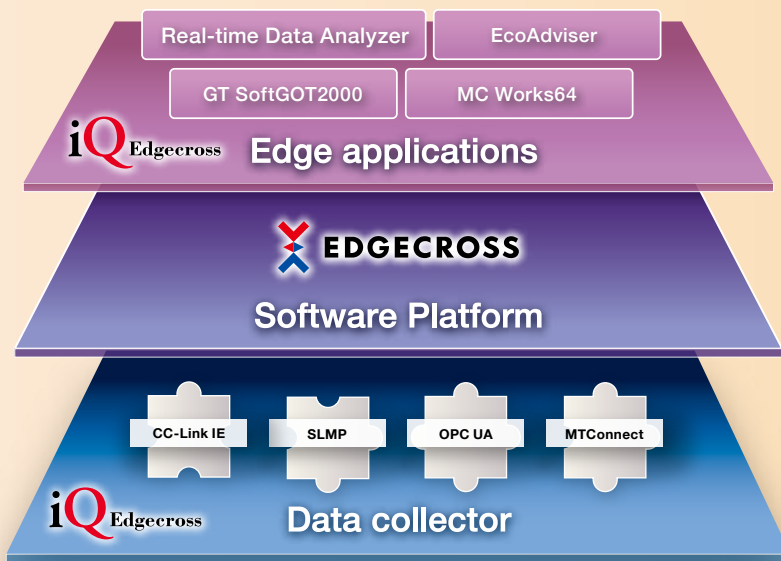 Real-time Data Analyzer
EcoAdviser
GT SoftGOT2000
MC Works64
iQ Edgecross
Edge applications
EDGECROSS
Software Platform
CC-Link IE
SLMP
OPC UA
MTConnect
iQ Edgecross
Data collector